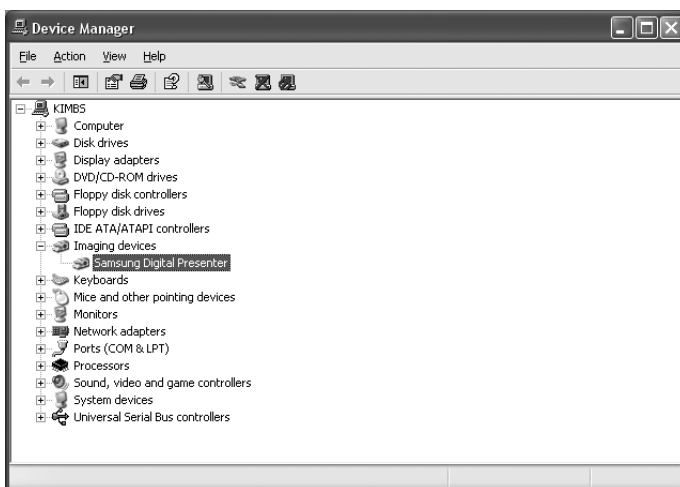 Device Manager
File Action View Help
KIMBS
Computer
Disk drives
Display adapters
DVD/CD-ROM drives
Floppy disk controllers
Floppy disk drives
IDE ATA/ATAPI controllers
Imaging devices
Samsung Digital Presenter
Keyboards
Mice and other pointing devices
Monitors
Network adapters
Ports (COM & LPT)
Processors
Sound, video and game controllers
System devices
Universal Serial Bus controllers